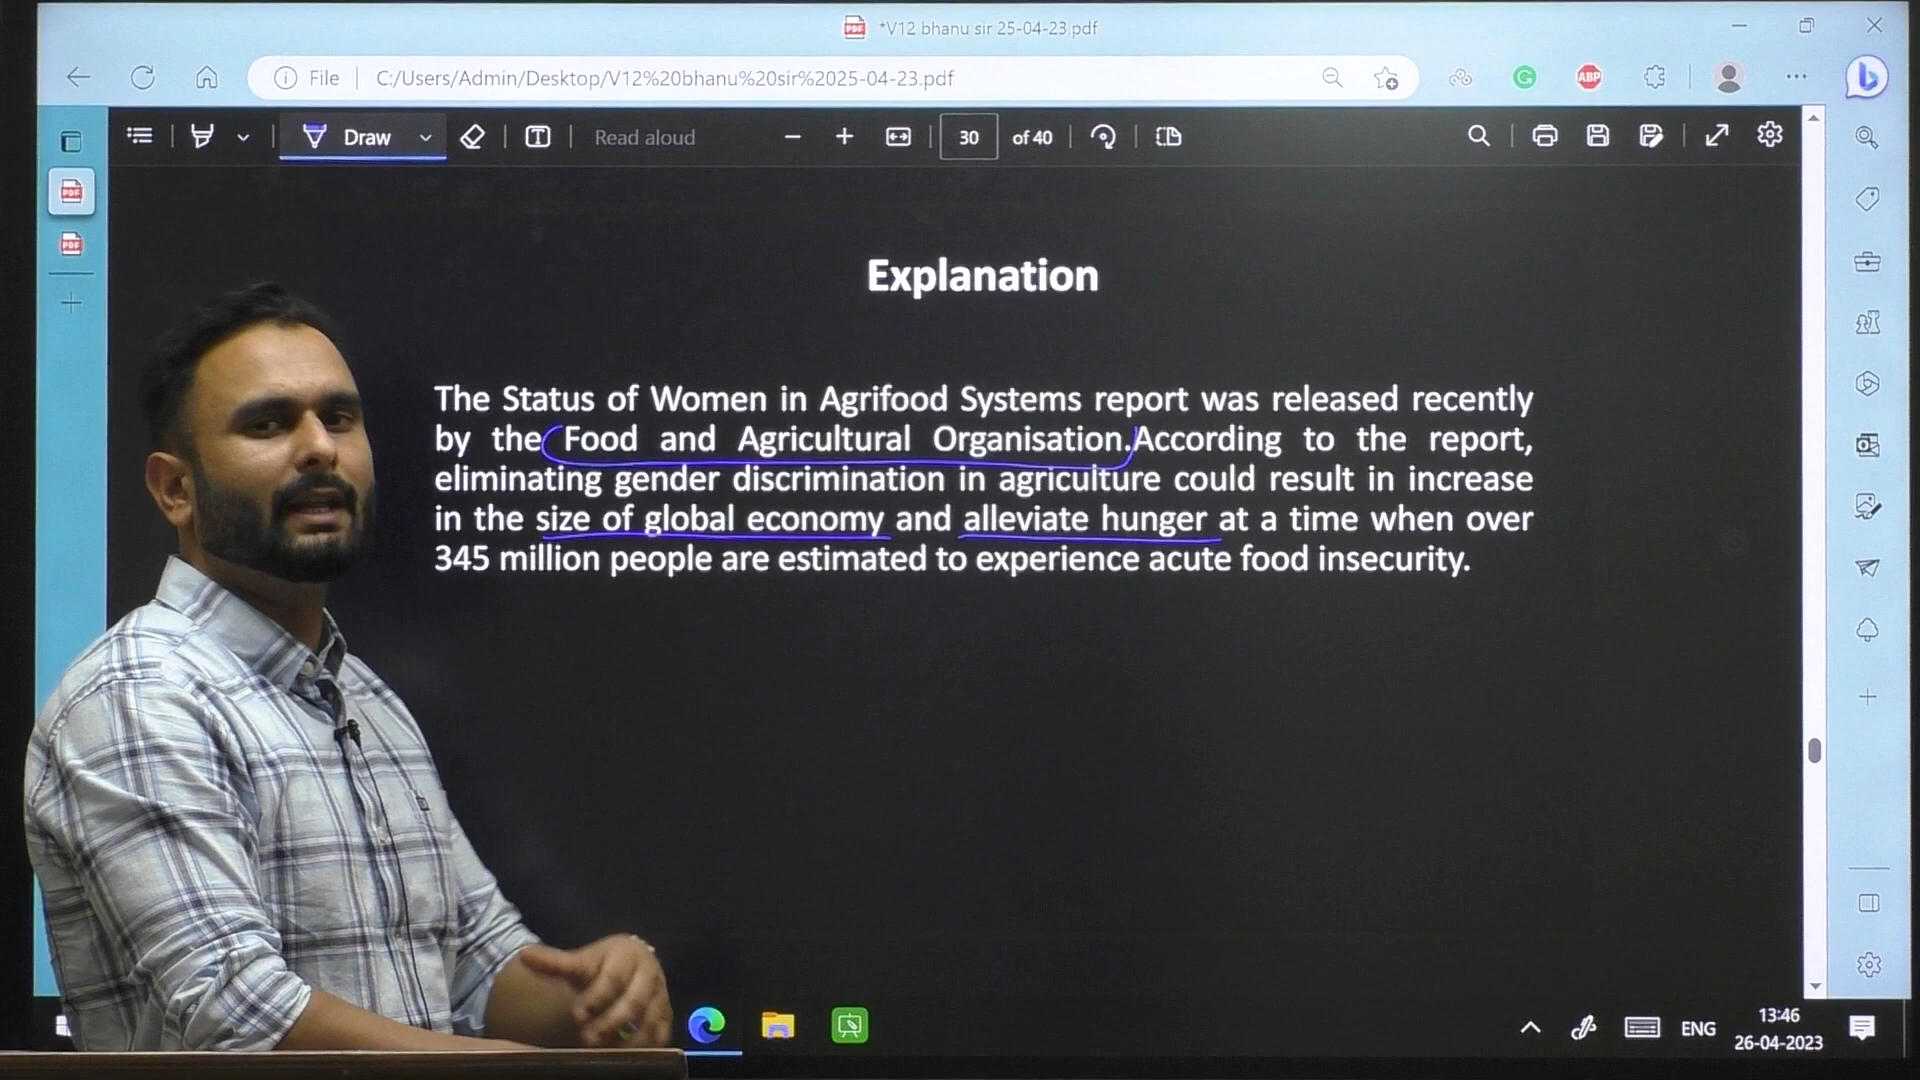 *V12 bhanu sir 25-04-23.pdf
File
C:/Users/Admin/Desktop/V12%20bhanu%20sir%2025-04-23.pdf
ABP
Draw
Read aloud
30 of 40
PDF
PDF
Explanation
The Status of Women in Agrifood Systems report was released recently
by the Food and Agricultural Organisation.According to the report,
eliminating gender discrimination in agriculture could result in increase
in the size of global economy and alleviate hunger at a time when over
345 million people are estimated to experience acute food insecurity.
ENG
13:46
26-04-2023